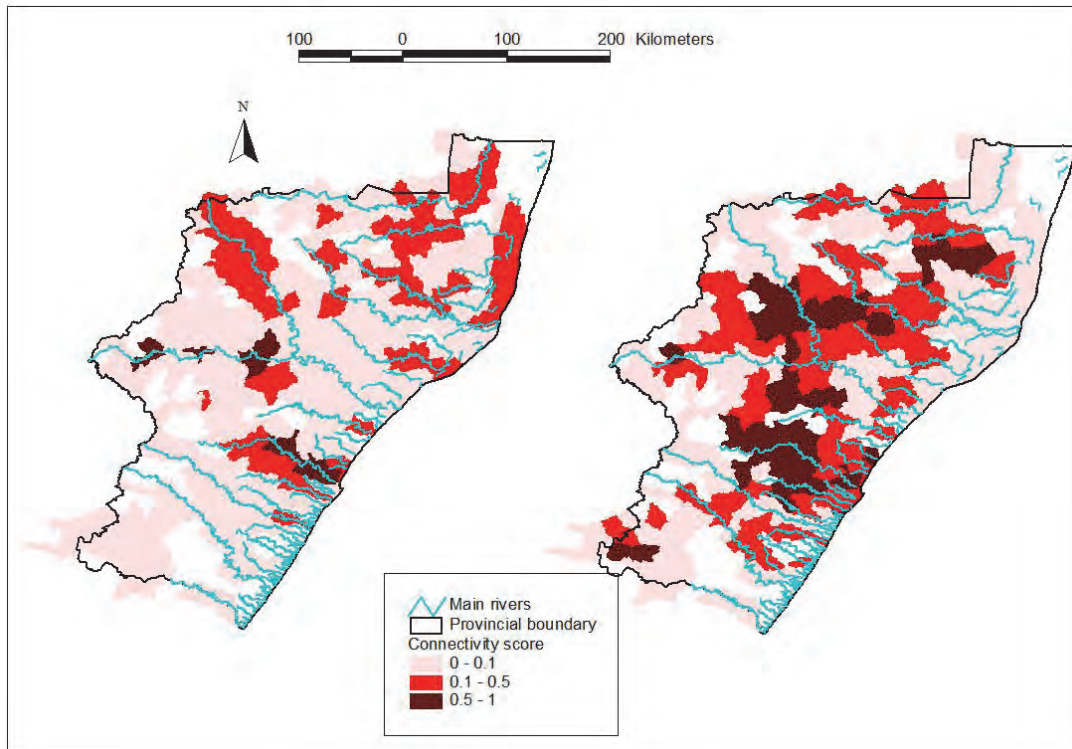 100 0 100 200 Kilometers
N
Main rivers
Provincial boundary
Connectivity score
0 - 0.1
0.1 - 0.5
0.5 - 1